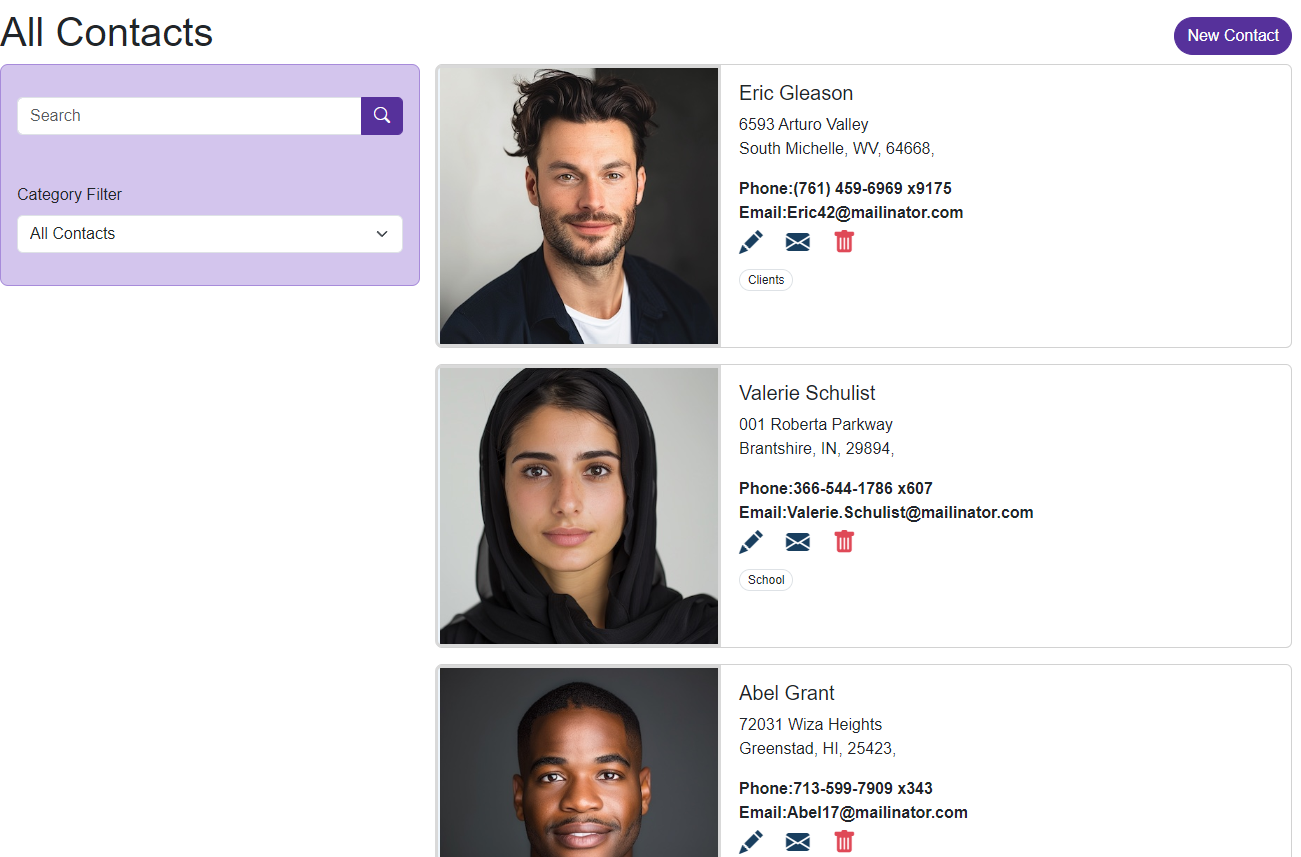 All Contacts
New Contact
Search
Category Filter
All Contacts
Eric Gleason
6593 Arturo Valley
South Michelle, WV, 64668,
Phone:(761) 459-6969 x9175
Email:Eric42@mailinator.com
Clients
Valerie Schulist
001 Roberta Parkway
Brantshire, IN, 29894,
Phone:366-544-1786 x607
Email:Valerie.Schulist@mailinator.com
School
Abel Grant
72031 Wiza Heights
Greenstad, HI, 25423,
Phone:713-599-7909 x343
Email:Abel17@mailinator.com